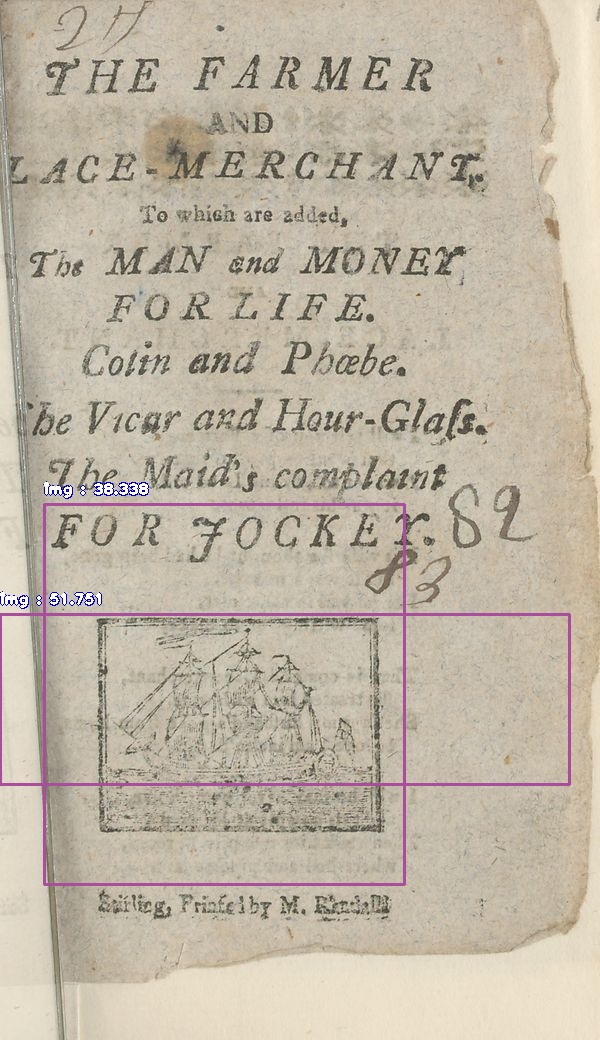 24
THE FARMER
AND
LACE-MERCHANT.
To which are added,
The MAN and MONEY
FOR LIFE.
Colin and Phœbe.
The Vicar and Hour-Glaſs.
The Maid's complaint
FOR JOCKEY.
82
83
img : 38.338
img : 51.751
Stirling, Printed by M. Randall